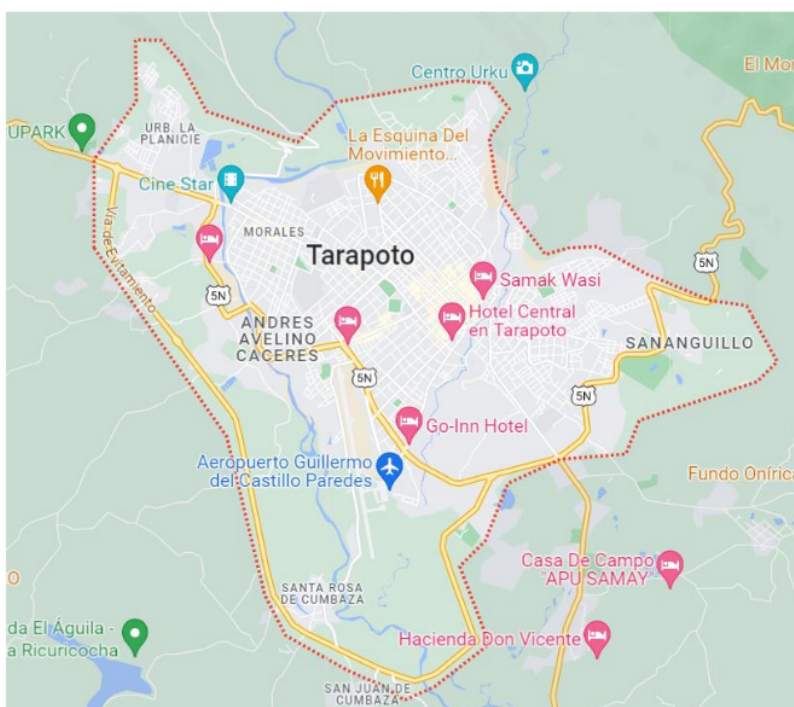 Centro Urku
El Mo
UPARK
URB. LA
PLANICIE
La Esquina Del
Movimiento...
Cine Star
MORALES
Tarapoto
Vía de Evitamiento
5N
Samak Wasi
5N
Hotel Central
en Tarapoto
ANDRES
AVELINO
CACERES
SANANGUILLO
5N
5N
Go-Inn Hotel
Aeropuerto Guillermo
del Castillo Paredes
Fundo Onírica
Casa De Campo
"APU SAMAY"
O
SANTA ROSA
DE CUMBAZA
da El Águila -
a Ricuricocha
Hacienda Don Vicente
SAN JUAN DE
CUMBAZA